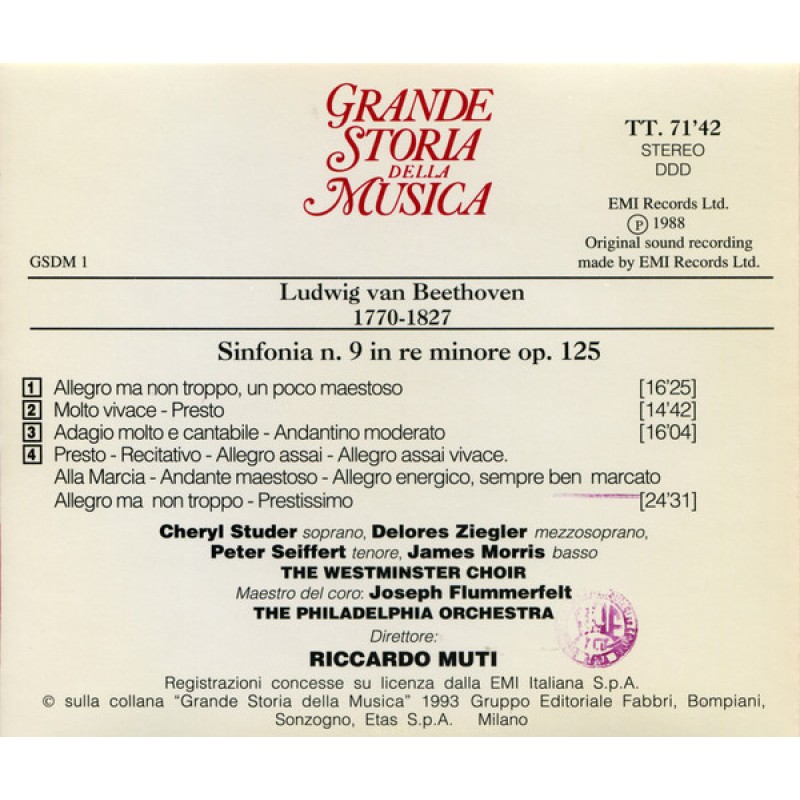 GRANDE
STORIA
DELLA
MUSICA
TT. 71'42
STEREO
DDD
EMI Records Ltd.
Ⓟ 1988
Original sound recording
made by EMI Records Ltd.
GSDM 1
Ludwig van Beethoven
1770-1827
Sinfonia n. 9 in re minore op. 125
1 Allegro ma non troppo, un poco maestoso [16'25]
2 Molto vivace - Presto [14'42]
3 Adagio molto e cantabile - Andantino moderato [16'04]
4 Presto - Recitativo - Allegro assai - Allegro assai vivace.
Alla Marcia - Andante maestoso - Allegro energico, sempre ben marcato
Allegro ma non troppo - Prestissimo [24'31]
Cheryl Studer soprano, Delores Ziegler mezzosoprano,
Peter Seiffert tenore, James Morris basso
THE WESTMINSTER CHOIR
Maestro del coro: Joseph Flummerfelt
THE PHILADELPHIA ORCHESTRA
Direttore:
RICCARDO MUTI
Registrazioni concesse su licenza dalla EMI Italiana S.p.A.
© sulla collana "Grande Storia della Musica" 1993 Gruppo Editoriale Fabbri, Bompiani,
Sonzogno, Etas S.p.A. Milano